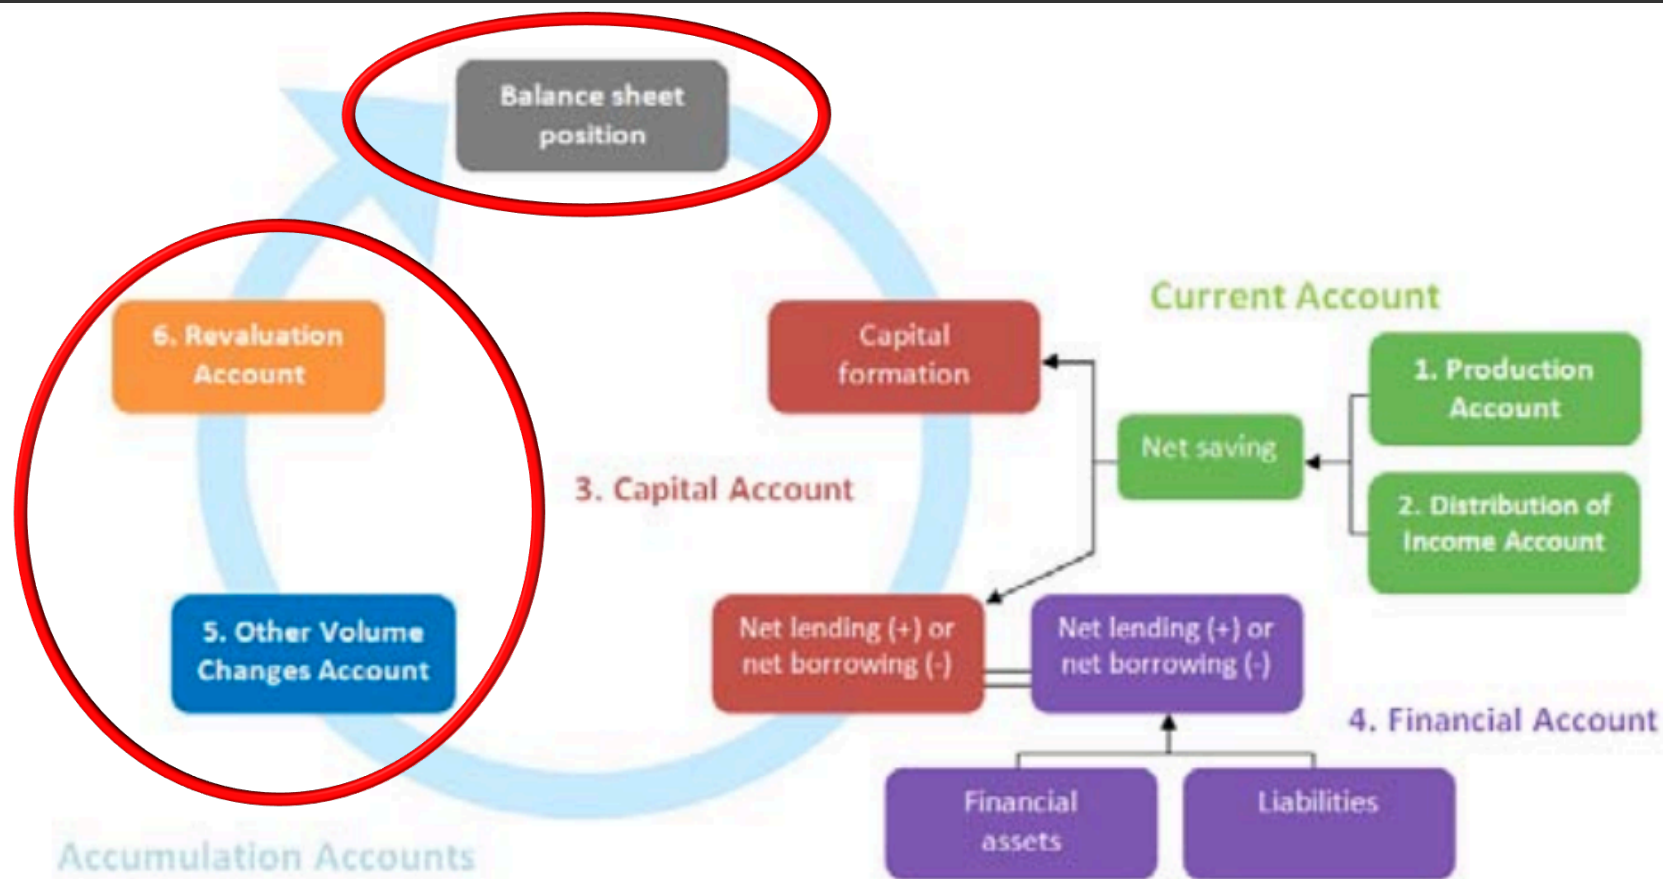 Balance sheet
position
6. Revaluation
Account
Capital
formation
Current Account
1. Production
Account
Net saving
3. Capital Account
2. Distribution of
Income Account
5. Other Volume
Changes Account
Net lending (+) or
net borrowing (-)
Net lending (+) or
net borrowing (-)
4. Financial Account
Financial
assets
Liabilities
Accumulation Accounts